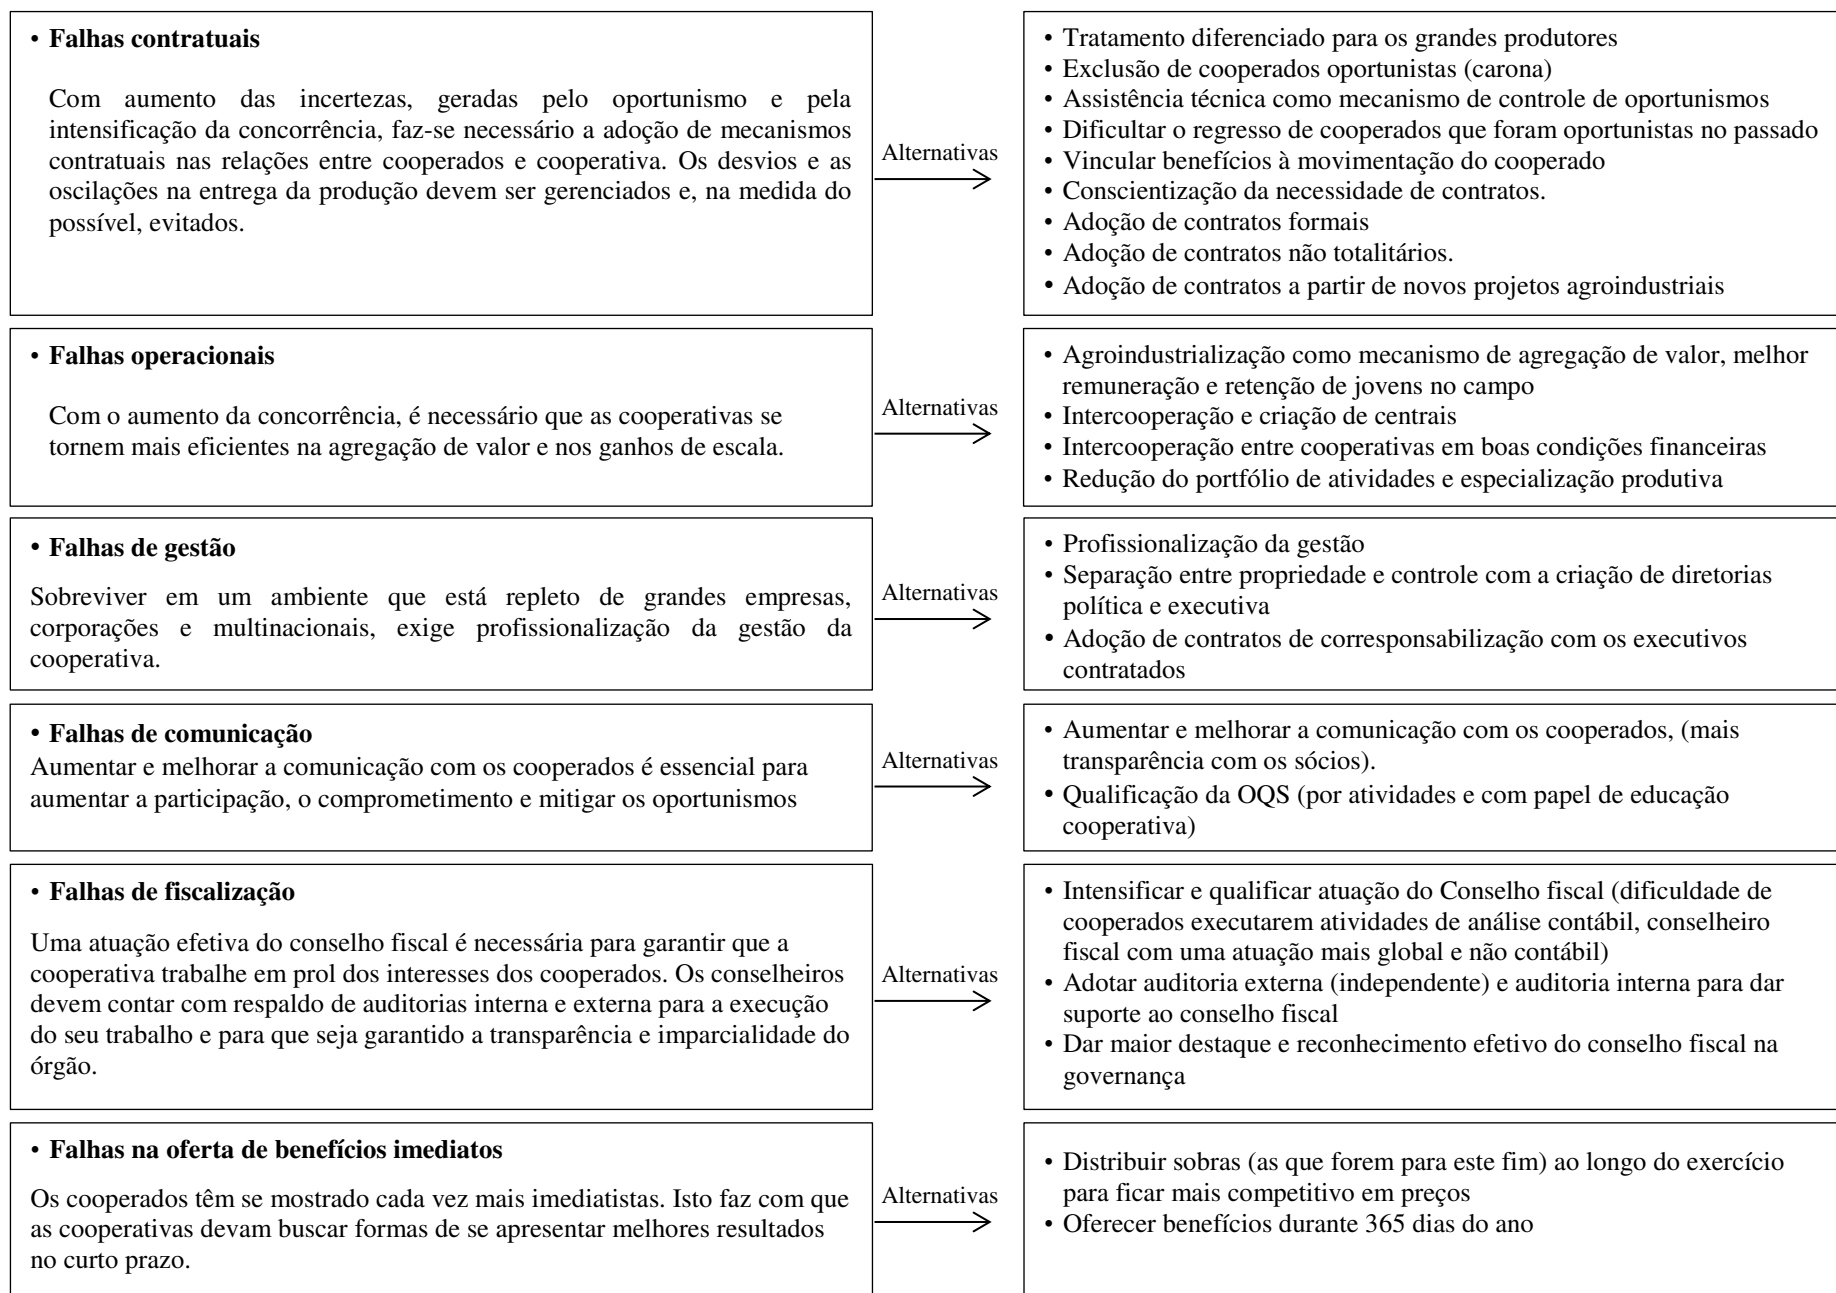 • Falhas contratuais
Com aumento das incertezas, geradas pelo oportunismo e pela
intensificação da concorrência, faz-se necessário a adoção de mecanismos
contratuais nas relações entre cooperados e cooperativa. Os desvios e as
oscilações na entrega da produção devem ser gerenciados e, na medida do
possível, evitados.
Alternativas
• Tratamento diferenciado para os grandes produtores
• Exclusão de cooperados oportunistas (carona)
• Assistência técnica como mecanismo de controle de oportunismos
• Dificultar o regresso de cooperados que foram oportunistas no passado
• Vincular benefícios à movimentação do cooperado
• Conscientização da necessidade de contratos.
• Adoção de contratos formais
• Adoção de contratos não totalitários.
• Adoção de contratos a partir de novos projetos agroindustriais
• Falhas operacionais
Com o aumento da concorrência, é necessário que as cooperativas se
tornem mais eficientes na agregação de valor e nos ganhos de escala.
Alternativas
• Agroindustrialização como mecanismo de agregação de valor, melhor
remuneração e retenção de jovens no campo
• Intercooperação e criação de centrais
• Intercooperação entre cooperativas em boas condições financeiras
• Redução do portfólio de atividades e especialização produtiva
• Falhas de gestão
Sobreviver em um ambiente que está repleto de grandes empresas,
corporações e multinacionais, exige profissionalização da gestão da
cooperativa.
Alternativas
• Profissionalização da gestão
• Separação entre propriedade e controle com a criação de diretorias
política e executiva
• Adoção de contratos de corresponsabilização com os executivos
contratados
• Falhas de comunicação
Aumentar e melhorar a comunicação com os cooperados é essencial para
aumentar a participação, o comprometimento e mitigar os oportunismos
Alternativas
• Aumentar e melhorar a comunicação com os cooperados, (mais
transparência com os sócios).
• Qualificação da OQS (por atividades e com papel de educação
cooperativa)
• Falhas de fiscalização
Uma atuação efetiva do conselho fiscal é necessária para garantir que a
cooperativa trabalhe em prol dos interesses dos cooperados. Os conselheiros
devem contar com respaldo de auditorias interna e externa para a execução
do seu trabalho e para que seja garantido a transparência e imparcialidade do
órgão.
Alternativas
• Intensificar e qualificar atuação do Conselho fiscal (dificuldade de
cooperados executarem atividades de análise contábil, conselheiro
fiscal com uma atuação mais global e não contábil)
• Adotar auditoria externa (independente) e auditoria interna para dar
suporte ao conselho fiscal
• Dar maior destaque e reconhecimento efetivo do conselho fiscal na
governança
• Falhas na oferta de benefícios imediatos
Os cooperados têm se mostrado cada vez mais imediatistas. Isto faz com que
as cooperativas devam buscar formas de se apresentar melhores resultados
no curto prazo.
Alternativas
• Distribuir sobras (as que forem para este fim) ao longo do exercício
para ficar mais competitivo em preços
• Oferecer benefícios durante 365 dias do ano